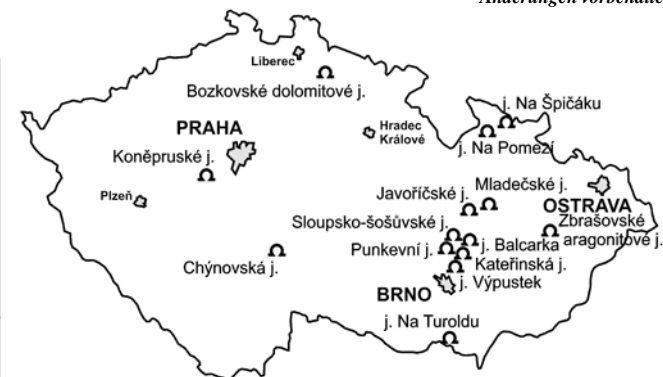 Änderungen vorbehalte
Liberec
Bozkovské dolomitové j.
j. Na Špičáku
PRAHA
Hradec
Králové
j. Na Pomezí
Koněpruské j.
Plzeň
Javoříčské j.
Mladečské j.
OSTRAVA
Sloupsko-šošůvské j.
Zbrašovské
aragonitové j.
Punkevní j.
j. Balcarka
Chýnovská j.
Kateřinská j.
j. Výpustek
BRNO
j. Na Turoldu